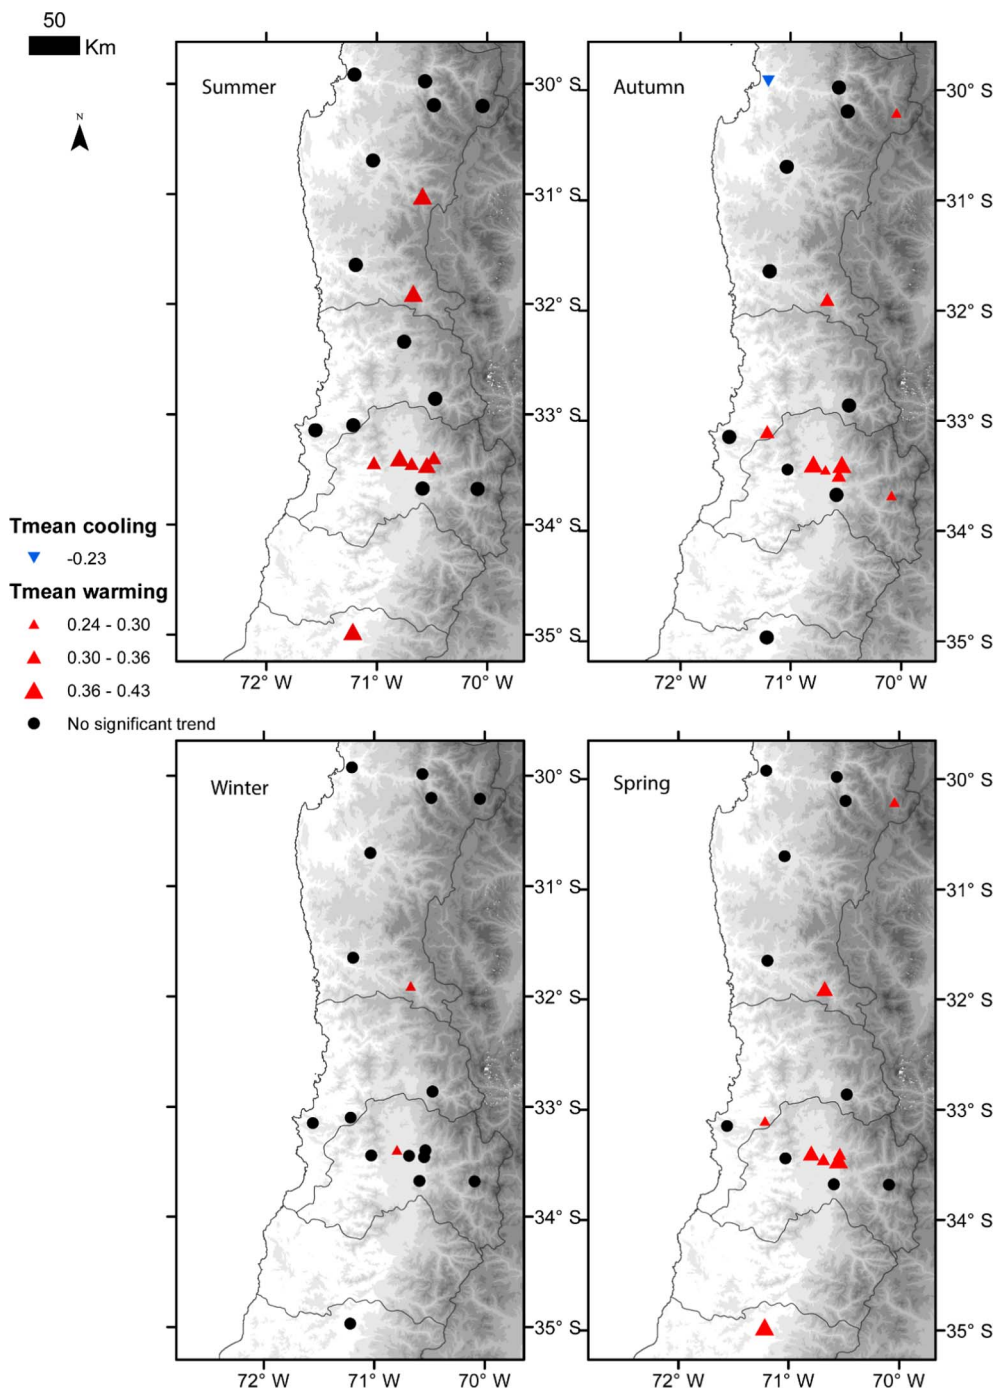 50
Km
N
Summer
30° S
31° S
32° S
33° S
34° S
35° S
72° W
71° W
70° W
Autumn
30° S
31° S
32° S
33° S
34° S
35° S
72° W
71° W
70° W
Tmean cooling
-0.23
Tmean warming
0.24 - 0.30
0.30 - 0.36
0.36 - 0.43
No significant trend
Winter
30° S
31° S
32° S
33° S
34° S
35° S
72° W
71° W
70° W
Spring
30° S
31° S
32° S
33° S
34° S
35° S
72° W
71° W
70° W